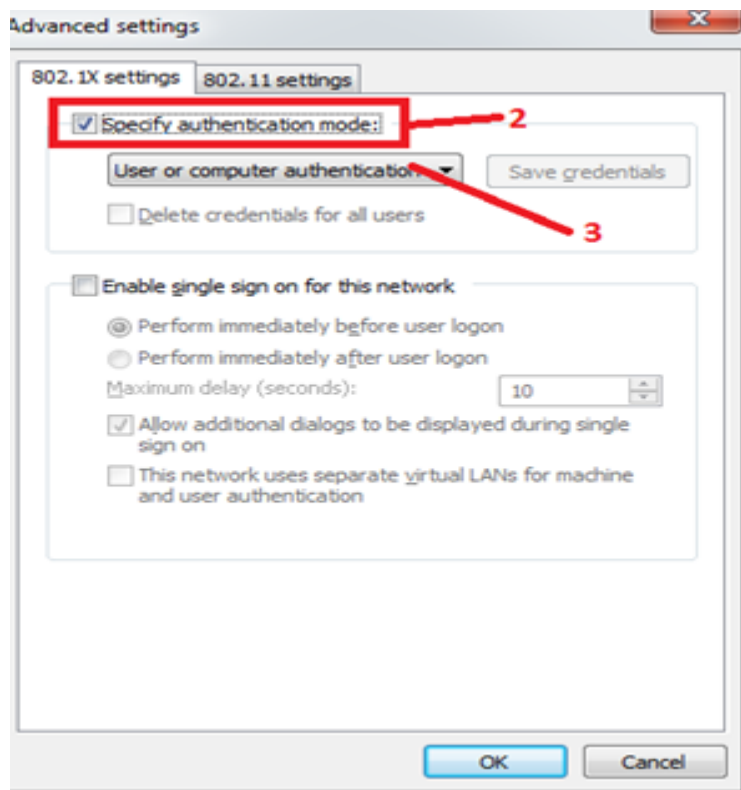 Advanced settings
802.1X settings
802.11 settings
Specify authentication mode:
2
User or computer authentication
Save credentials
3
Delete credentials for all users
Enable single sign on for this network
Perform immediately before user logon
Perform immediately after user logon
Maximum delay (seconds):
10
Allow additional dialogs to be displayed during single
sign on
This network uses separate virtual LANs for machine
and user authentication
OK
Cancel